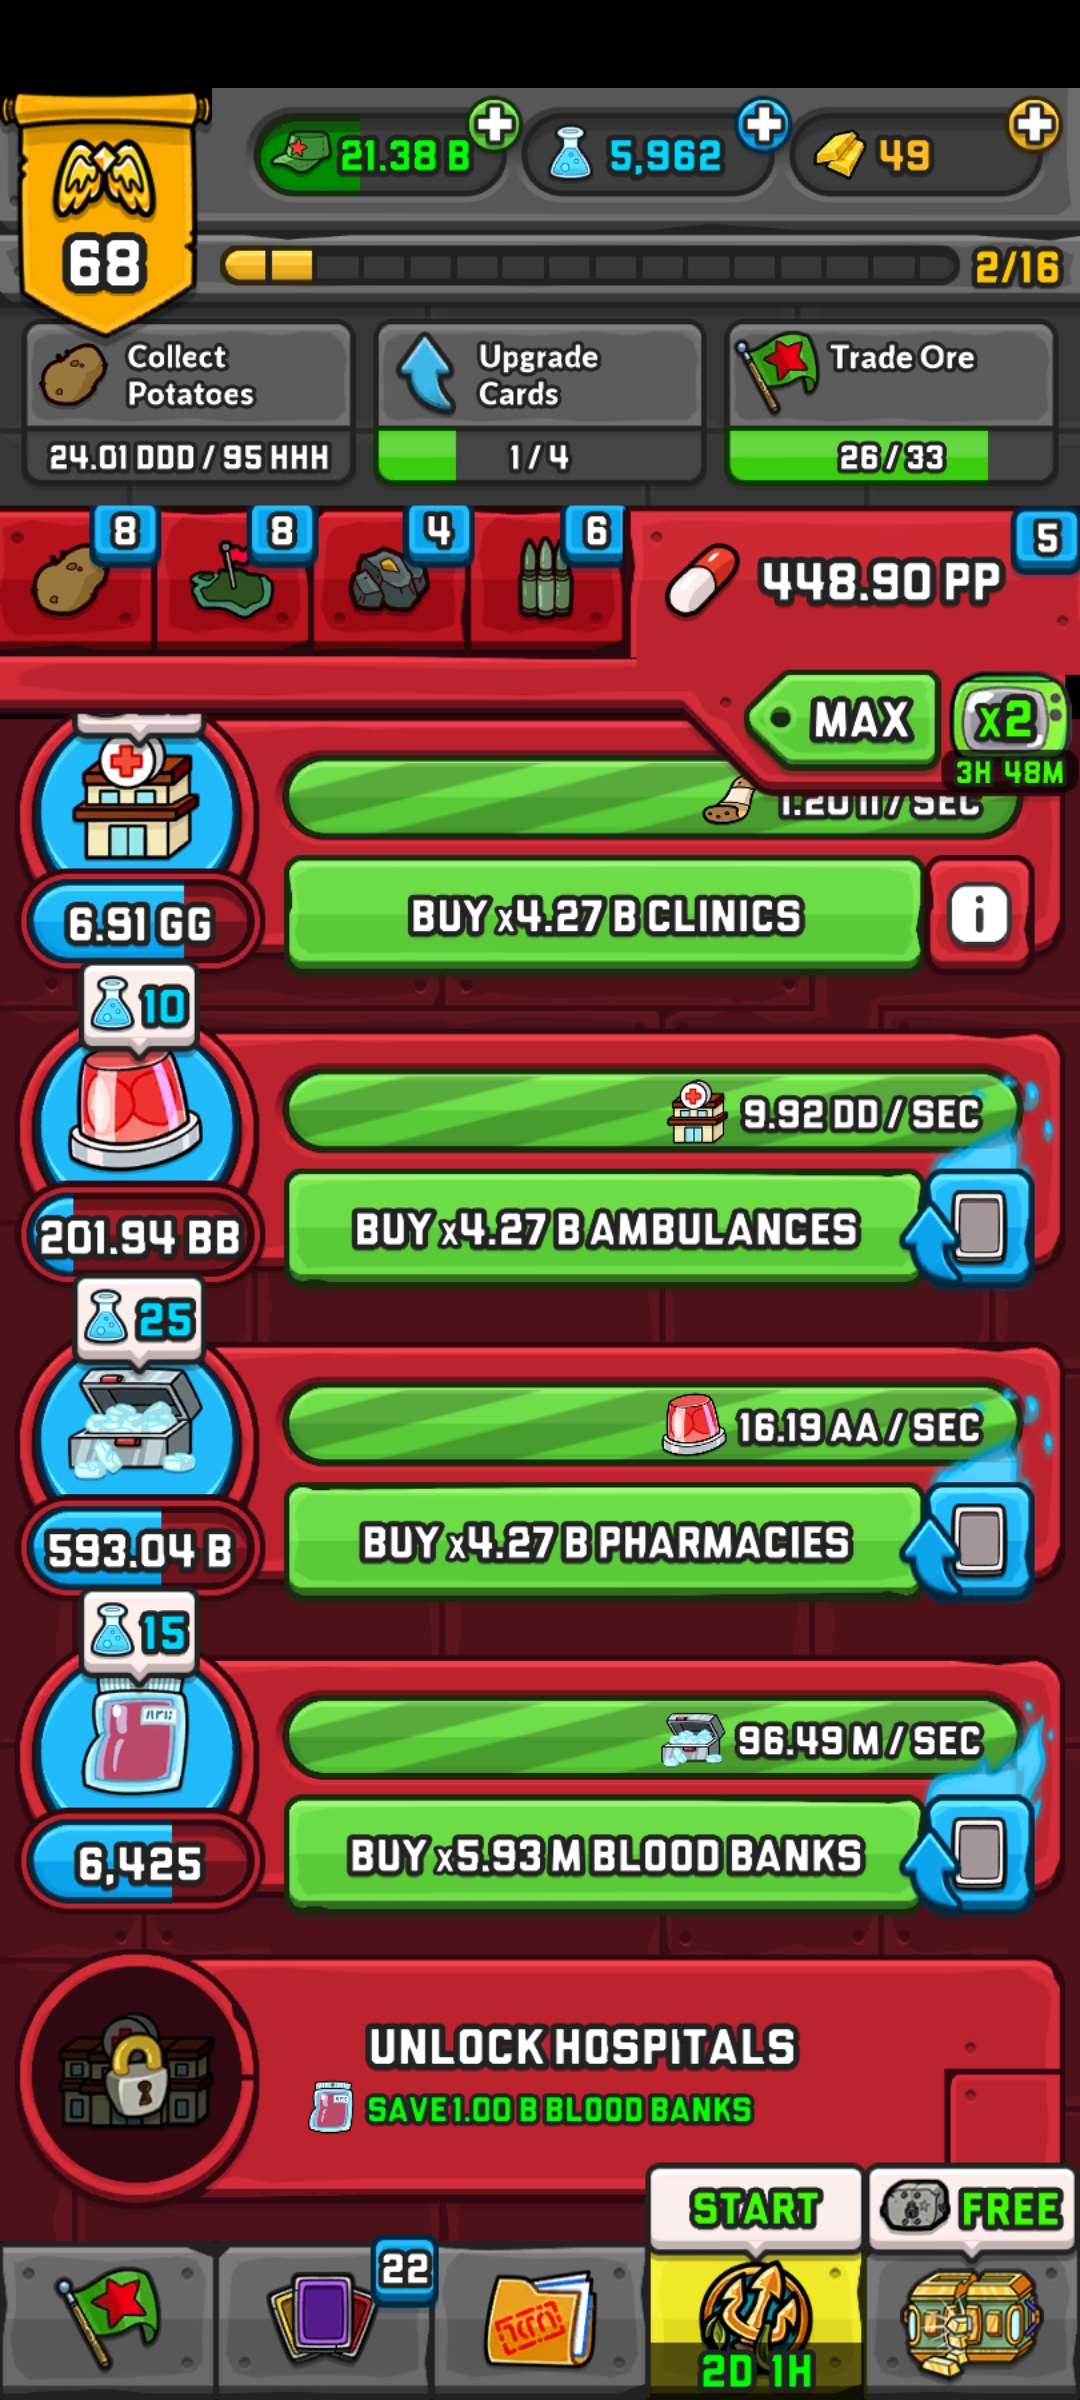 21.38 B
5,962
49
68
2/16
Collect
Potatoes
24.01 DDD / 95 HHH
Upgrade
Cards
1 / 4
Trade Ore
26 / 33
8
8
4
6
5
448.90 PP
MAX
x2
3H 48M
/ SEC
6.91 GG
BUY x4.27 B CLINICS
i
10
9.92 DD / SEC
201.94 BB
BUY x4.27 B AMBULANCES
25
16.19 AA / SEC
593.04 B
BUY x4.27 B PHARMACIES
15
96.49 M / SEC
6,425
BUY x5.93 M BLOOD BANKS
UNLOCK HOSPITALS
SAVE 1.00 B BLOOD BANKS
START
FREE
22
2D 1H